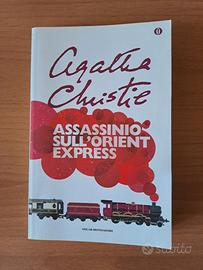 Agatha
Christie
ASSASSINIO
SULL'ORIENT
EXPRESS
OSCAR MONDADORI
subito